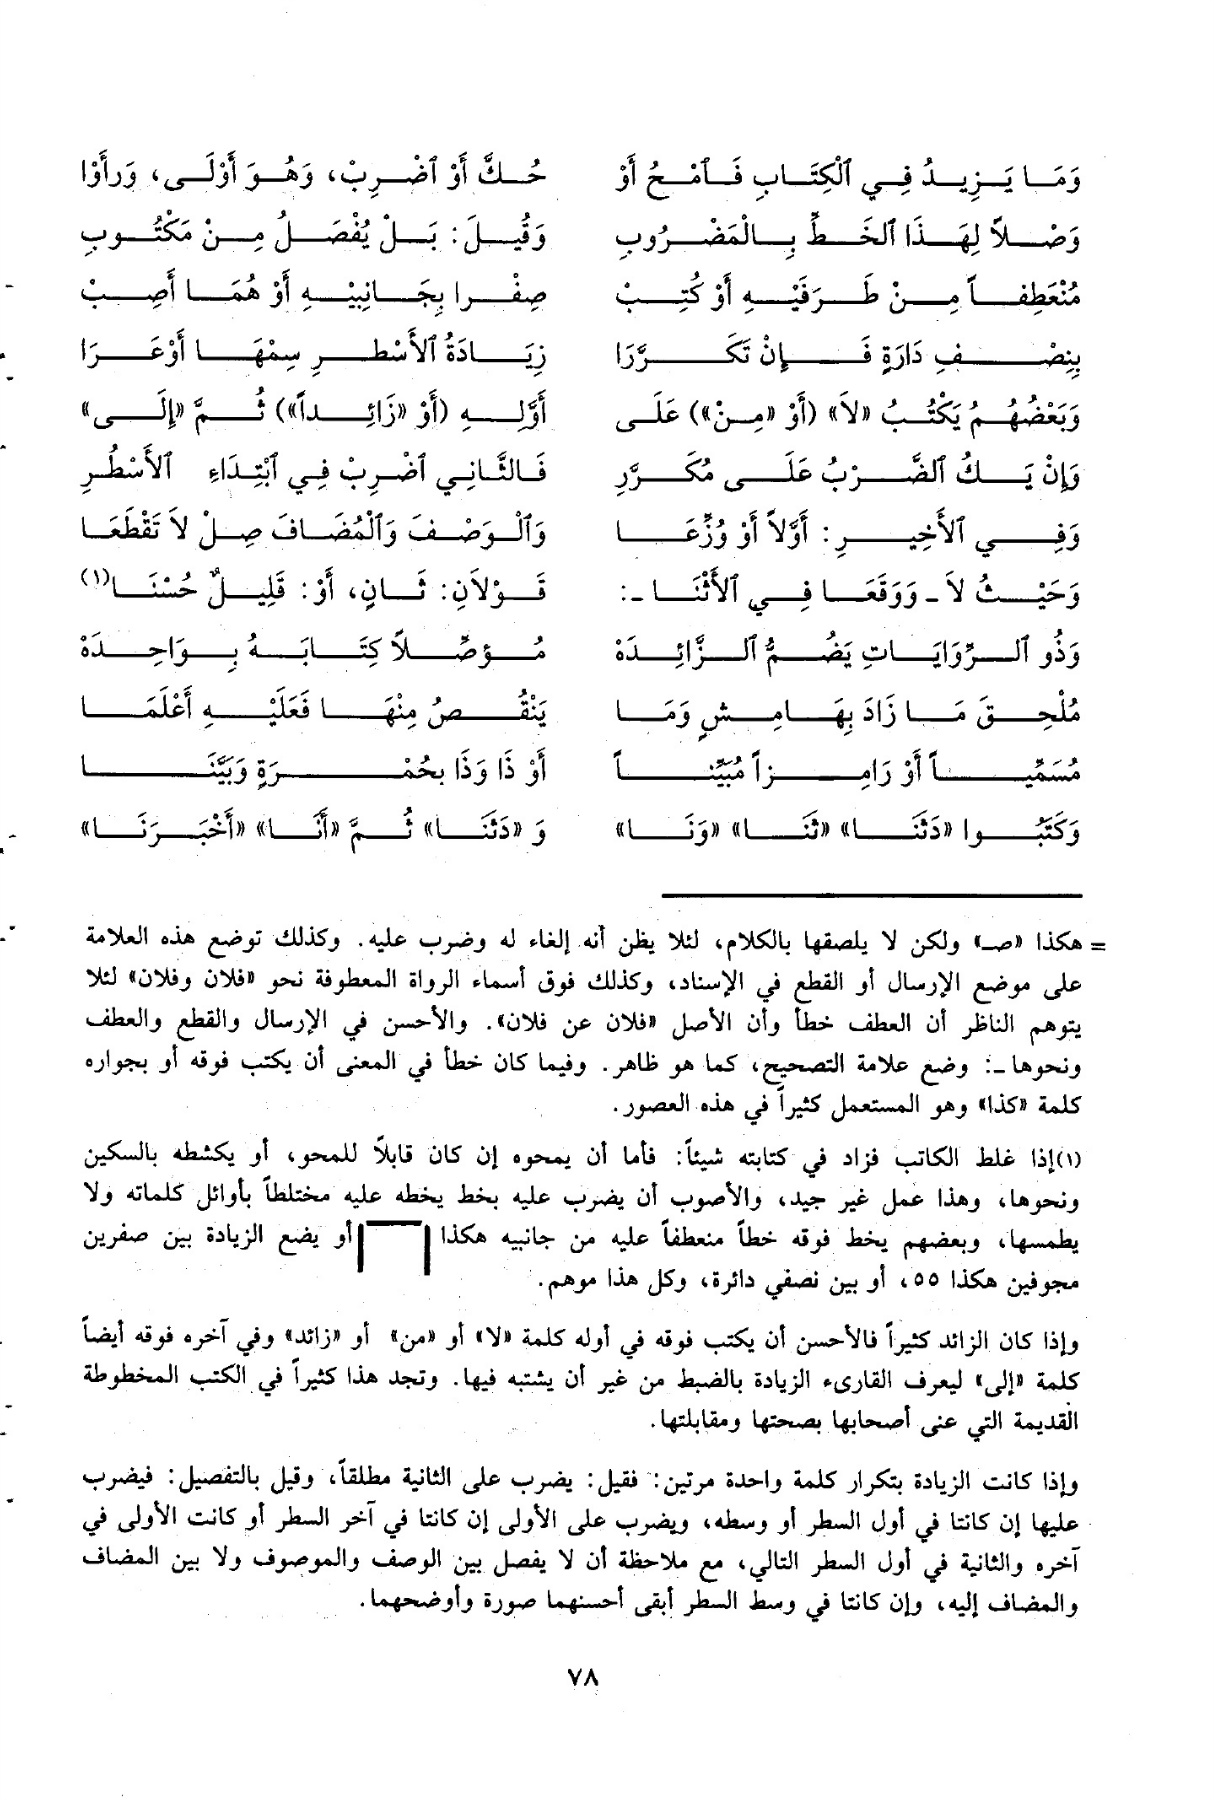 وَمَا يَزِيدُ فِي ٱلْكِتَابِ فَٱمْحُ أَوْ حُكَّ أَوْ ٱضْرِبْ، وَهُوَ أَوْلَى، وَرأَوْا
وَصْلاً لِهَذَا ٱلخَطِّ بِالْمَضْرُوبِ وَقُيلَ: بَلْ يُفْصَلُ مِنْ مَكْتُوبِ
مُنْعَطِفاً مِنْ طَرَفَيْهِ أَوْ كُتِبْ صِفْرا بِجَانِبيْهِ أَوْ هُمَا أَصِبْ
بِنِصْفِ دَارَةٍ فَإِنْ تَكَرَّرَا زِيَادَةُ ٱلأَسْطرِ سِمْهَا أَوْعَرَا
وَبَعْضُهُمُ يَكْتُبُ «لاَ» (أَوْ «مِنْ») عَلَى أَوَّلِهِ (أَوْ «زَائِداً») ثُمَّ «إِلَى»
وَإِنْ يَكُ ٱلضَّرْبُ عَلَى مُكَرَّرِ فَالثَّانِي ٱضْرِبْ فِي ٱبْتِدَاءِ ٱلأَسْطُرِ
وَفِي ٱلأَخِيرِ: أَوَّلاً أَوْ وُزِّعَا وَٱلْوَصْفَ وَٱلْمُضَافَ صِلْ لاَ تَقْطَعَا
وَحَيْثُ لاَ ـ وَوَقَعَا فِي ٱلأَثْنَا ـ: قَوْلاَنِ: ثَانٍ، أَوْ: قَلِيلٌ حُسْنَا(١)
وَذُو ٱلرِّوَايَاتِ يَضُمُّ ٱلزَّائِدَهْ مُؤصِّلاً كِتَابَهُ بِوَاحِدَهْ
مُلْحِقَ مَا زَادَ بِهَامِشٍ وَمَا يَنْقُصُ مِنْهَا فَعَلَيْهِ أَعْلَمَا
مُسَمِّياً أَوْ رَامِزاً مُبَيِّناً أَوْ ذَا وَذَا بحُمْرَةٍ وَبَيَّنَا
وَكَتَبُوا «دَثَنَا» «ثَنَا» «وَنَا» وَ «دَثَنَا» ثُمَّ «أَنَا» «أَخْبَرَنَا»
= هكذا «صـ» ولكن لا يلصقها بالكلام، لئلا يظن أنه إلغاء له وضرب عليه. وكذلك توضع هذه العلامة
على موضع الإرسال أو القطع في الإسناد، وكذلك فوق أسماء الرواة المعطوفة نحو «فلان وفلان» لئلا
يتوهم الناظر أن العطف خطأ وأن الأصل «فلان عن فلان». والأحسن في الإرسال والقطع والعطف
ونحوها ـ: وضع علامة التصحيح، كما هو ظاهر. وفيما كان خطأ في المعنى أن يكتب فوقه أو بجواره
كلمة «كذا» وهو المستعمل كثيراً في هذه العصور.
(١)إذا غلط الكاتب فزاد في كتابته شيئاً: فأما أن يمحوه إن كان قابلاً للمحو، أو يكشطه بالسكين
ونحوها، وهذا عمل غير جيد، والأصوب أن يضرب عليه بخط يخطه عليه مختلطاً بأوائل كلماته ولا
يطمسها، وبعضهم يخط فوقه خطاً منعطفاً عليه من جانبيه هكذا أو يضع الزيادة بين صفرين
مجوفين هكذا ٥٥، أو بين نصفي دائرة، وكل هذا موهم.
وإذا كان الزائد كثيراً فالأحسن أن يكتب فوقه في أوله كلمة «لا» أو «من» أو «زائد» وفي آخره فوقه أيضاً
كلمة «إلى» ليعرف القارىء الزيادة بالضبط من غير أن يشتبه فيها. وتجد هذا كثيراً في الكتب المخطوطة
القديمة التي عنى أصحابها بصحتها ومقابلتها.
وإذا كانت الزيادة بتكرار كلمة واحدة مرتين: فقيل: يضرب على الثانية مطلقاً، وقيل بالتفصيل: فيضرب
عليها إن كانتا في أول السطر أو وسطه، ويضرب على الأولى إن كانتا في آخر السطر أو كانت الأولى في
آخره والثانية في أول السطر التالي، مع ملاحظة أن لا يفصل بين الوصف والموصوف ولا بين المضاف
والمضاف إليه، وإن كانتا في وسط السطر أبقى أحسنهما صورة وأوضحهما.
٧٨